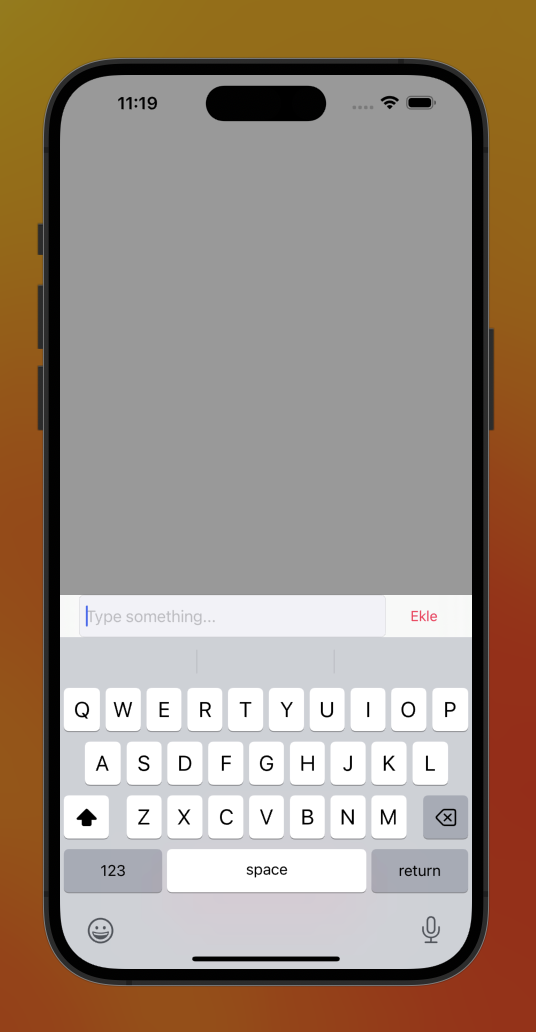 11:19
Type something... Ekle
Q W E R T Y U I O P
A S D F G H J K L
Z X C V B N M
123 space return